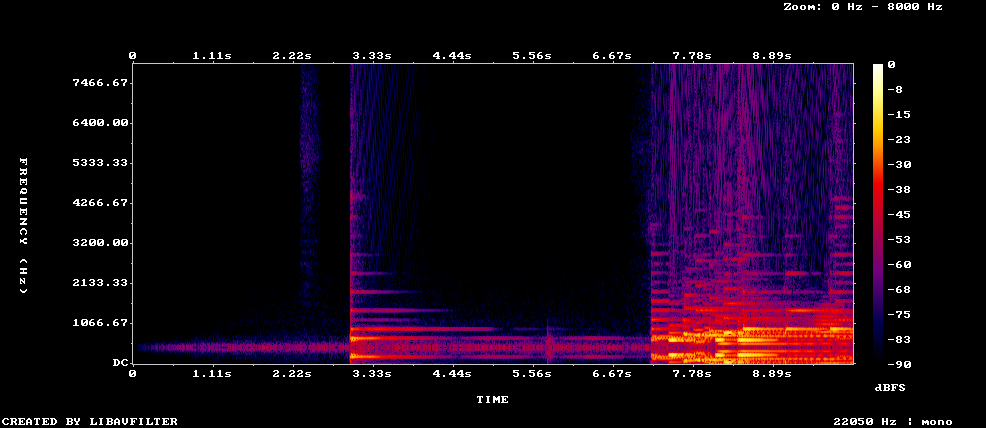 Zoom: 0 Hz - 8000 Hz
0 1.11s 2.22s 3.33s 4.44s 5.56s 6.67s 7.78s 8.89s
7466.67
6400.00
5333.33
4266.67
3200.00
2133.33
1066.67
DC
FREQUENCY (Hz)
0
-8
-15
-23
-30
-38
-45
-53
-60
-68
-75
-83
-90
dBFS
0 1.11s 2.22s 3.33s 4.44s 5.56s 6.67s 7.78s 8.89s
TIME
CREATED BY LIBAVFILTER
22050 Hz | mono